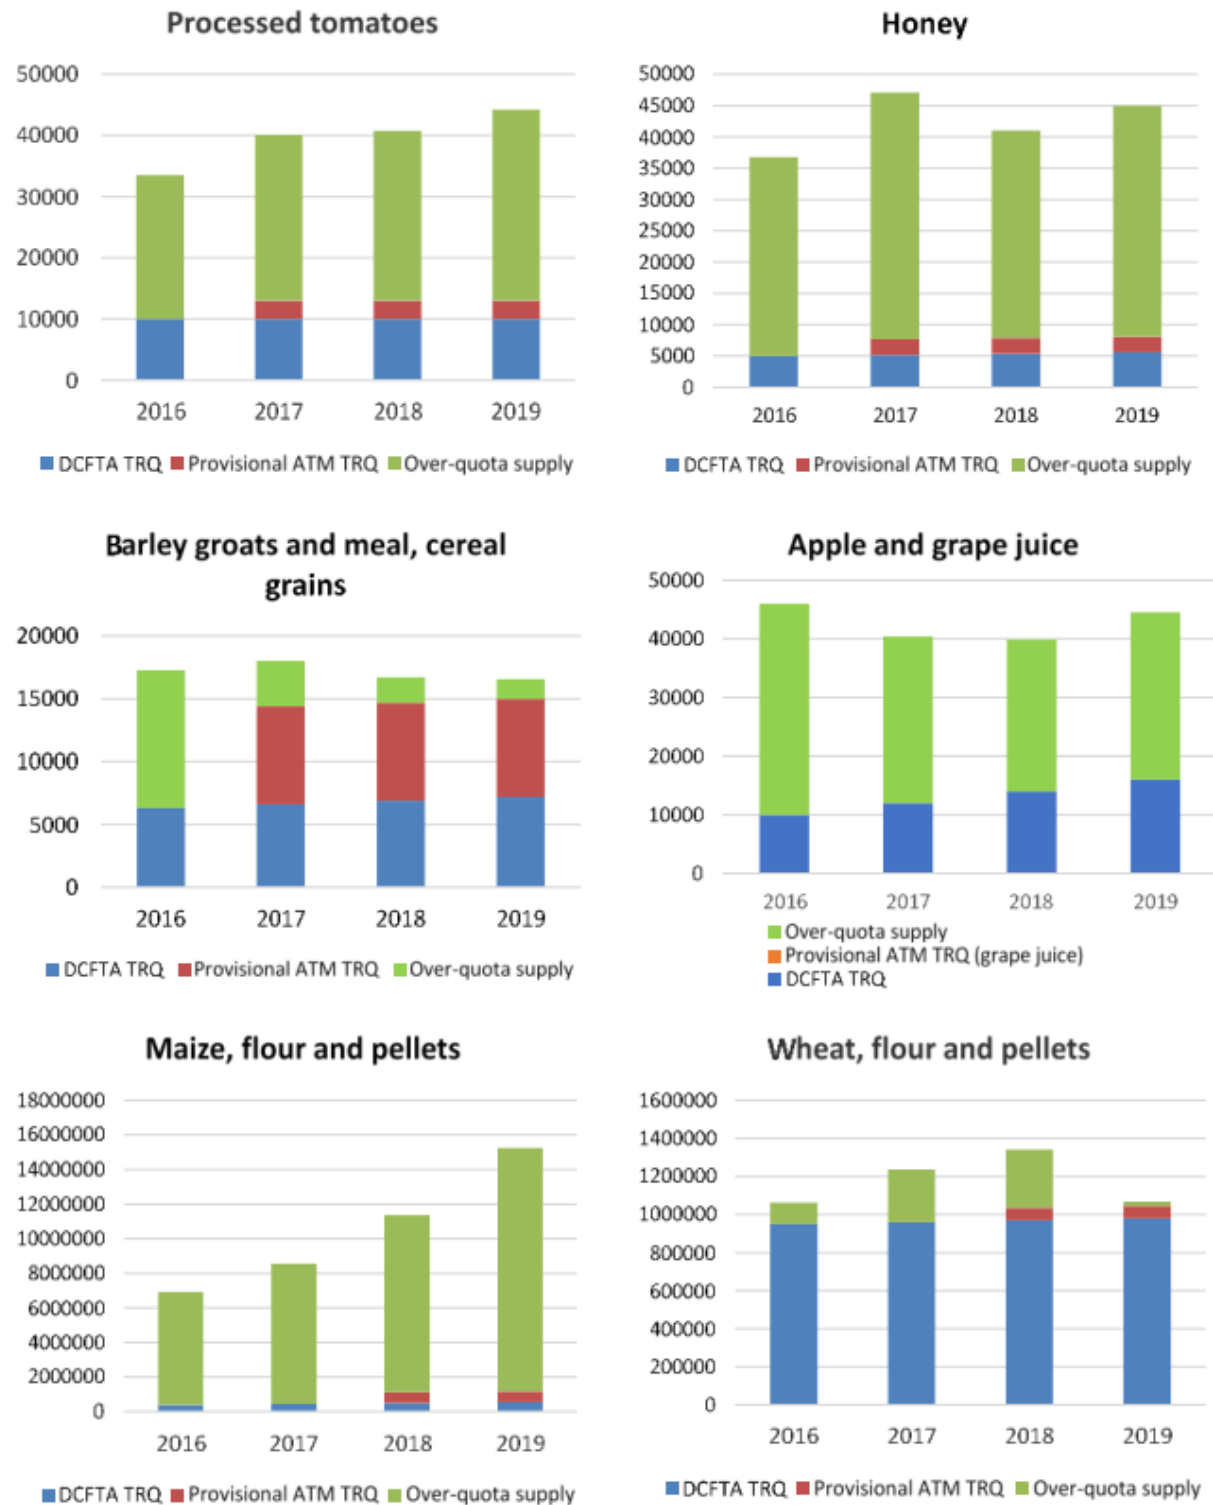 Processed tomatoes
50000
40000
30000
20000
10000
0
2016 2017 2018 2019
DCFTA TRQ Provisional ATM TRQ Over-quota supply
Honey
50000
45000
40000
35000
30000
25000
20000
15000
10000
5000
0
2016 2017 2018 2019
DCFTA TRQ Provisional ATM TRQ Over-quota supply
Barley groats and meal, cereal
grains
20000
15000
10000
5000
0
2016 2017 2018 2019
DCFTA TRQ Provisional ATM TRQ Over-quota supply
Apple and grape juice
50000
40000
30000
20000
10000
0
2016 2017 2018 2019
Over-quota supply
Provisional ATM TRQ (grape juice)
DCFTA TRQ
Maize, flour and pellets
18000000
16000000
14000000
12000000
10000000
8000000
6000000
4000000
2000000
0
2016 2017 2018 2019
DCFTA TRQ Provisional ATM TRQ Over-quota supply
Wheat, flour and pellets
1600000
1400000
1200000
1000000
800000
600000
400000
200000
0
2016 2017 2018 2019
DCFTA TRQ Provisional ATM TRQ Over-quota supply